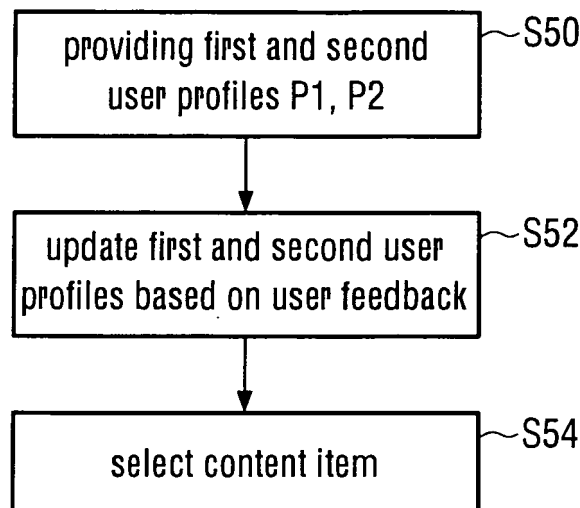 providing first and second
user profiles P1, P2
S50
update first and second user
profiles based on user feedback
S52
select content item
S54